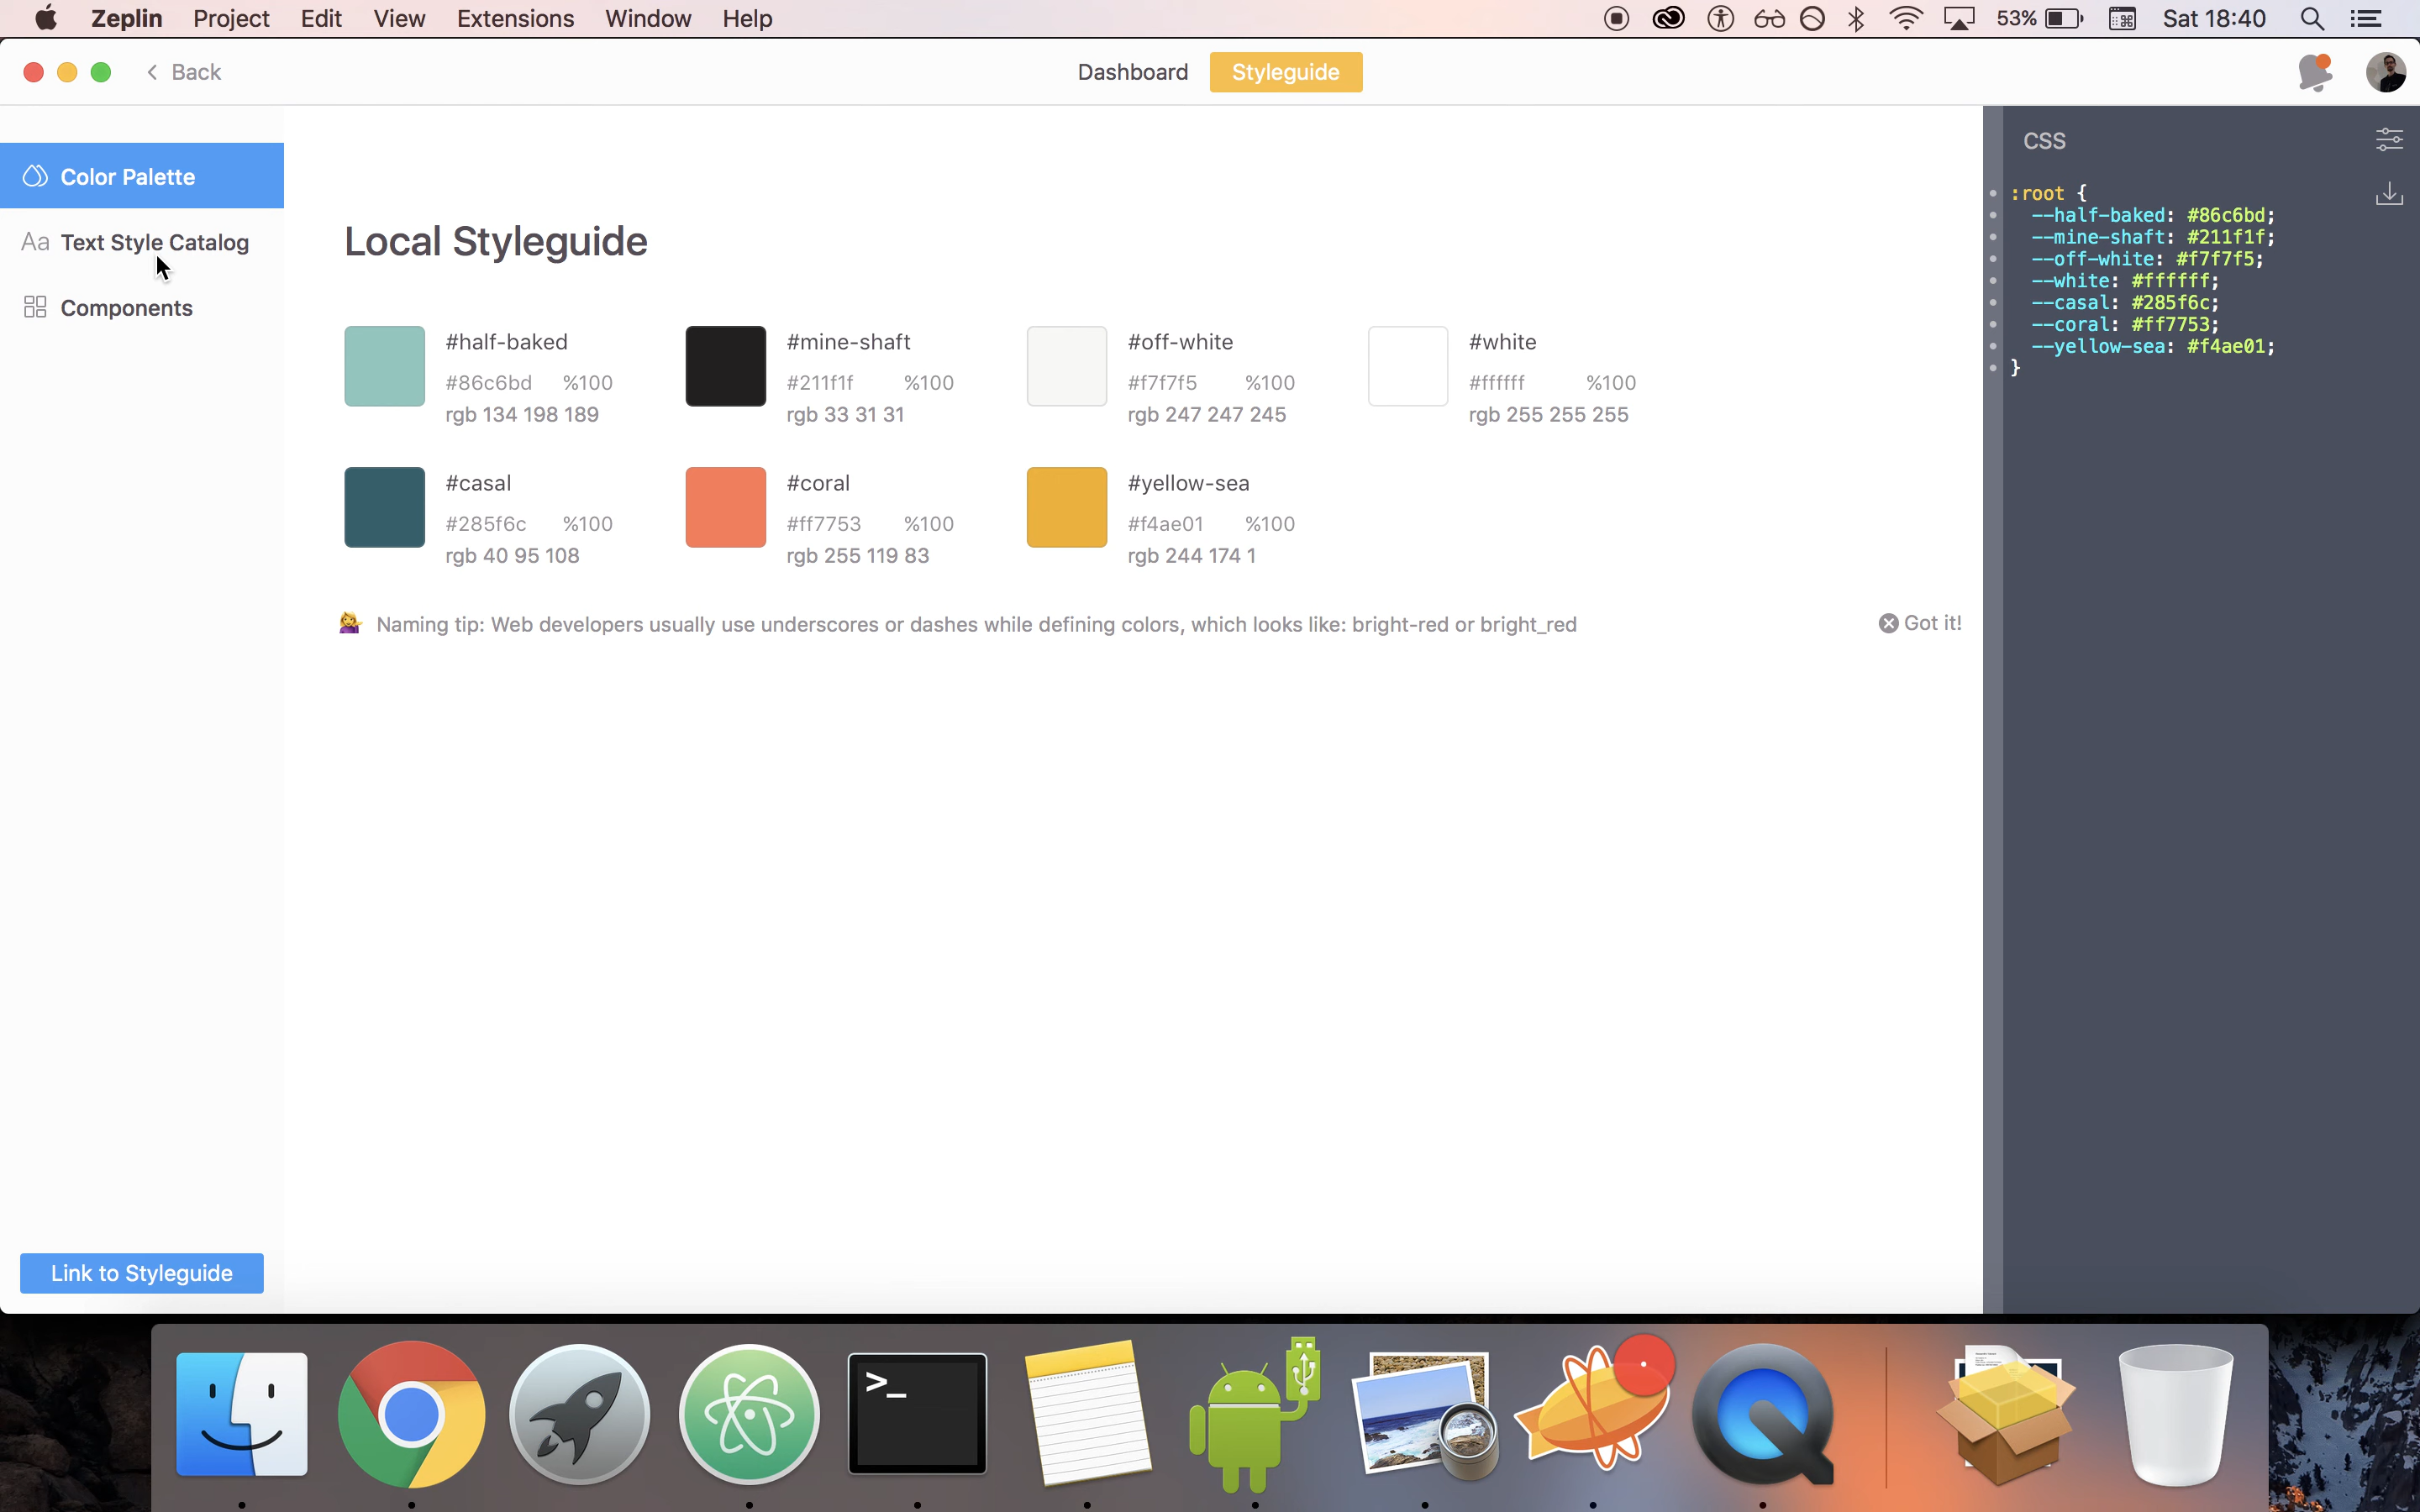 Zeplin Project Edit View Extensions Window Help 53% Sat 18:40
Back Dashboard Styleguide
Color Palette
Aa Text Style Catalog
Components
Link to Styleguide
Local Styleguide
#half-baked
#86c6bd %100
rgb 134 198 189
#mine-shaft
#211f1f %100
rgb 33 31 31
#off-white
#f7f7f5 %100
rgb 247 247 245
#white
#ffffff %100
rgb 255 255 255
#casal
#285f6c %100
rgb 40 95 108
#coral
#ff7753 %100
rgb 255 119 83
#yellow-sea
#f4ae01 %100
rgb 244 174 1
Naming tip: Web developers usually use underscores or dashes while defining colors, which looks like: bright-red or bright_red
Got it!
CSS
:root {
--half-baked: #86c6bd;
--mine-shaft: #211f1f;
--off-white: #f7f7f5;
--white: #ffffff;
--casal: #285f6c;
--coral: #ff7753;
--yellow-sea: #f4ae01;
}
>_